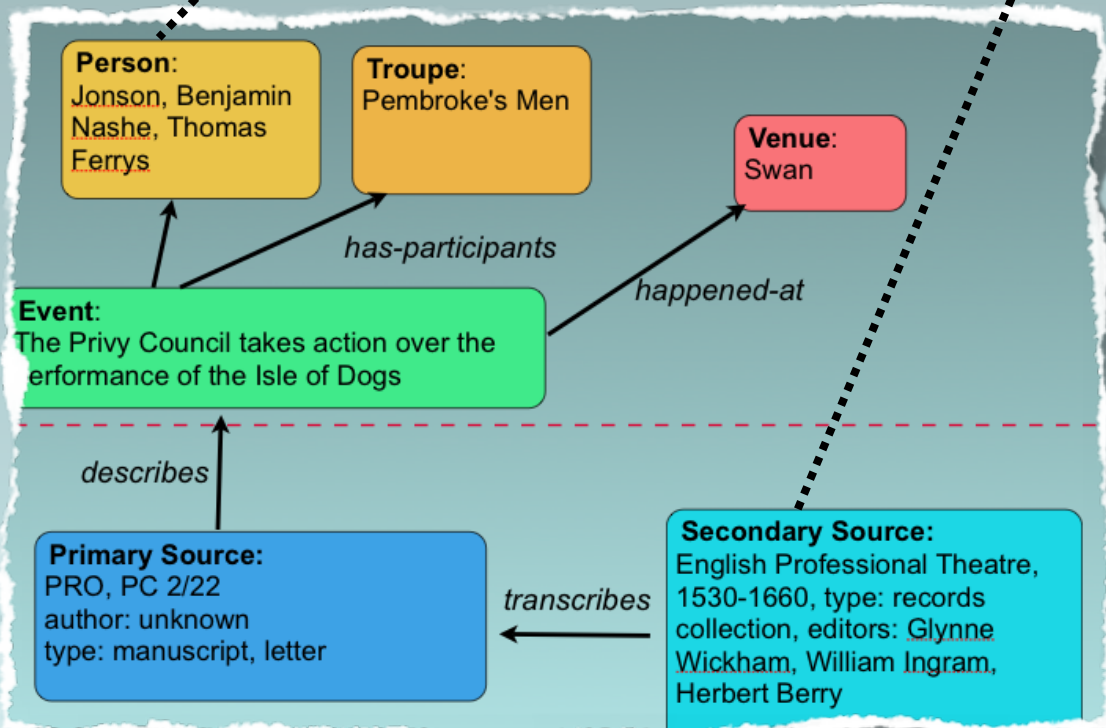 Person:
Jonson, Benjamin
Nashe, Thomas
Ferrys
Troupe:
Pembroke's Men
Venue:
Swan
has-participants
happened-at
Event:
The Privy Council takes action over the
erformance of the Isle of Dogs
describes
Primary Source:
PRO, PC 2/22
author: unknown
type: manuscript, letter
transcribes
Secondary Source:
English Professional Theatre,
1530-1660, type: records
collection, editors: Glynne
Wickham, William Ingram,
Herbert Berry